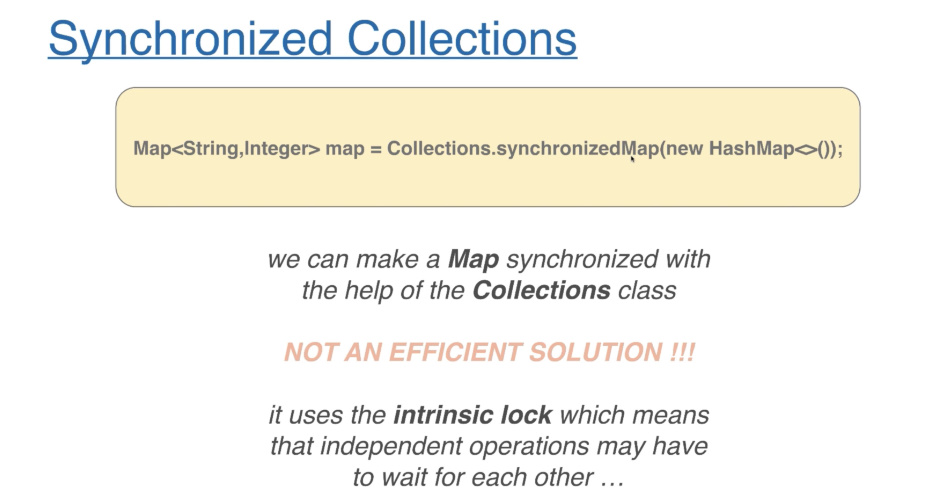 Synchronized Collections
Map<String,Integer> map = Collections.synchronizedMap(new HashMap<>());
we can make a Map synchronized with
the help of the Collections class
NOT AN EFFICIENT SOLUTION !!!
it uses the intrinsic lock which means
that independent operations may have
to wait for each other ...